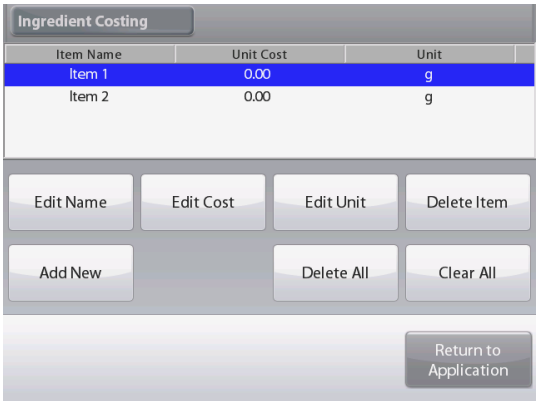 Ingredient Costing
Item Name Unit Cost Unit
Item 1 0.00 g
Item 2 0.00 g
Edit Name Edit Cost Edit Unit Delete Item
Add New Delete All Clear All
Return to
Application